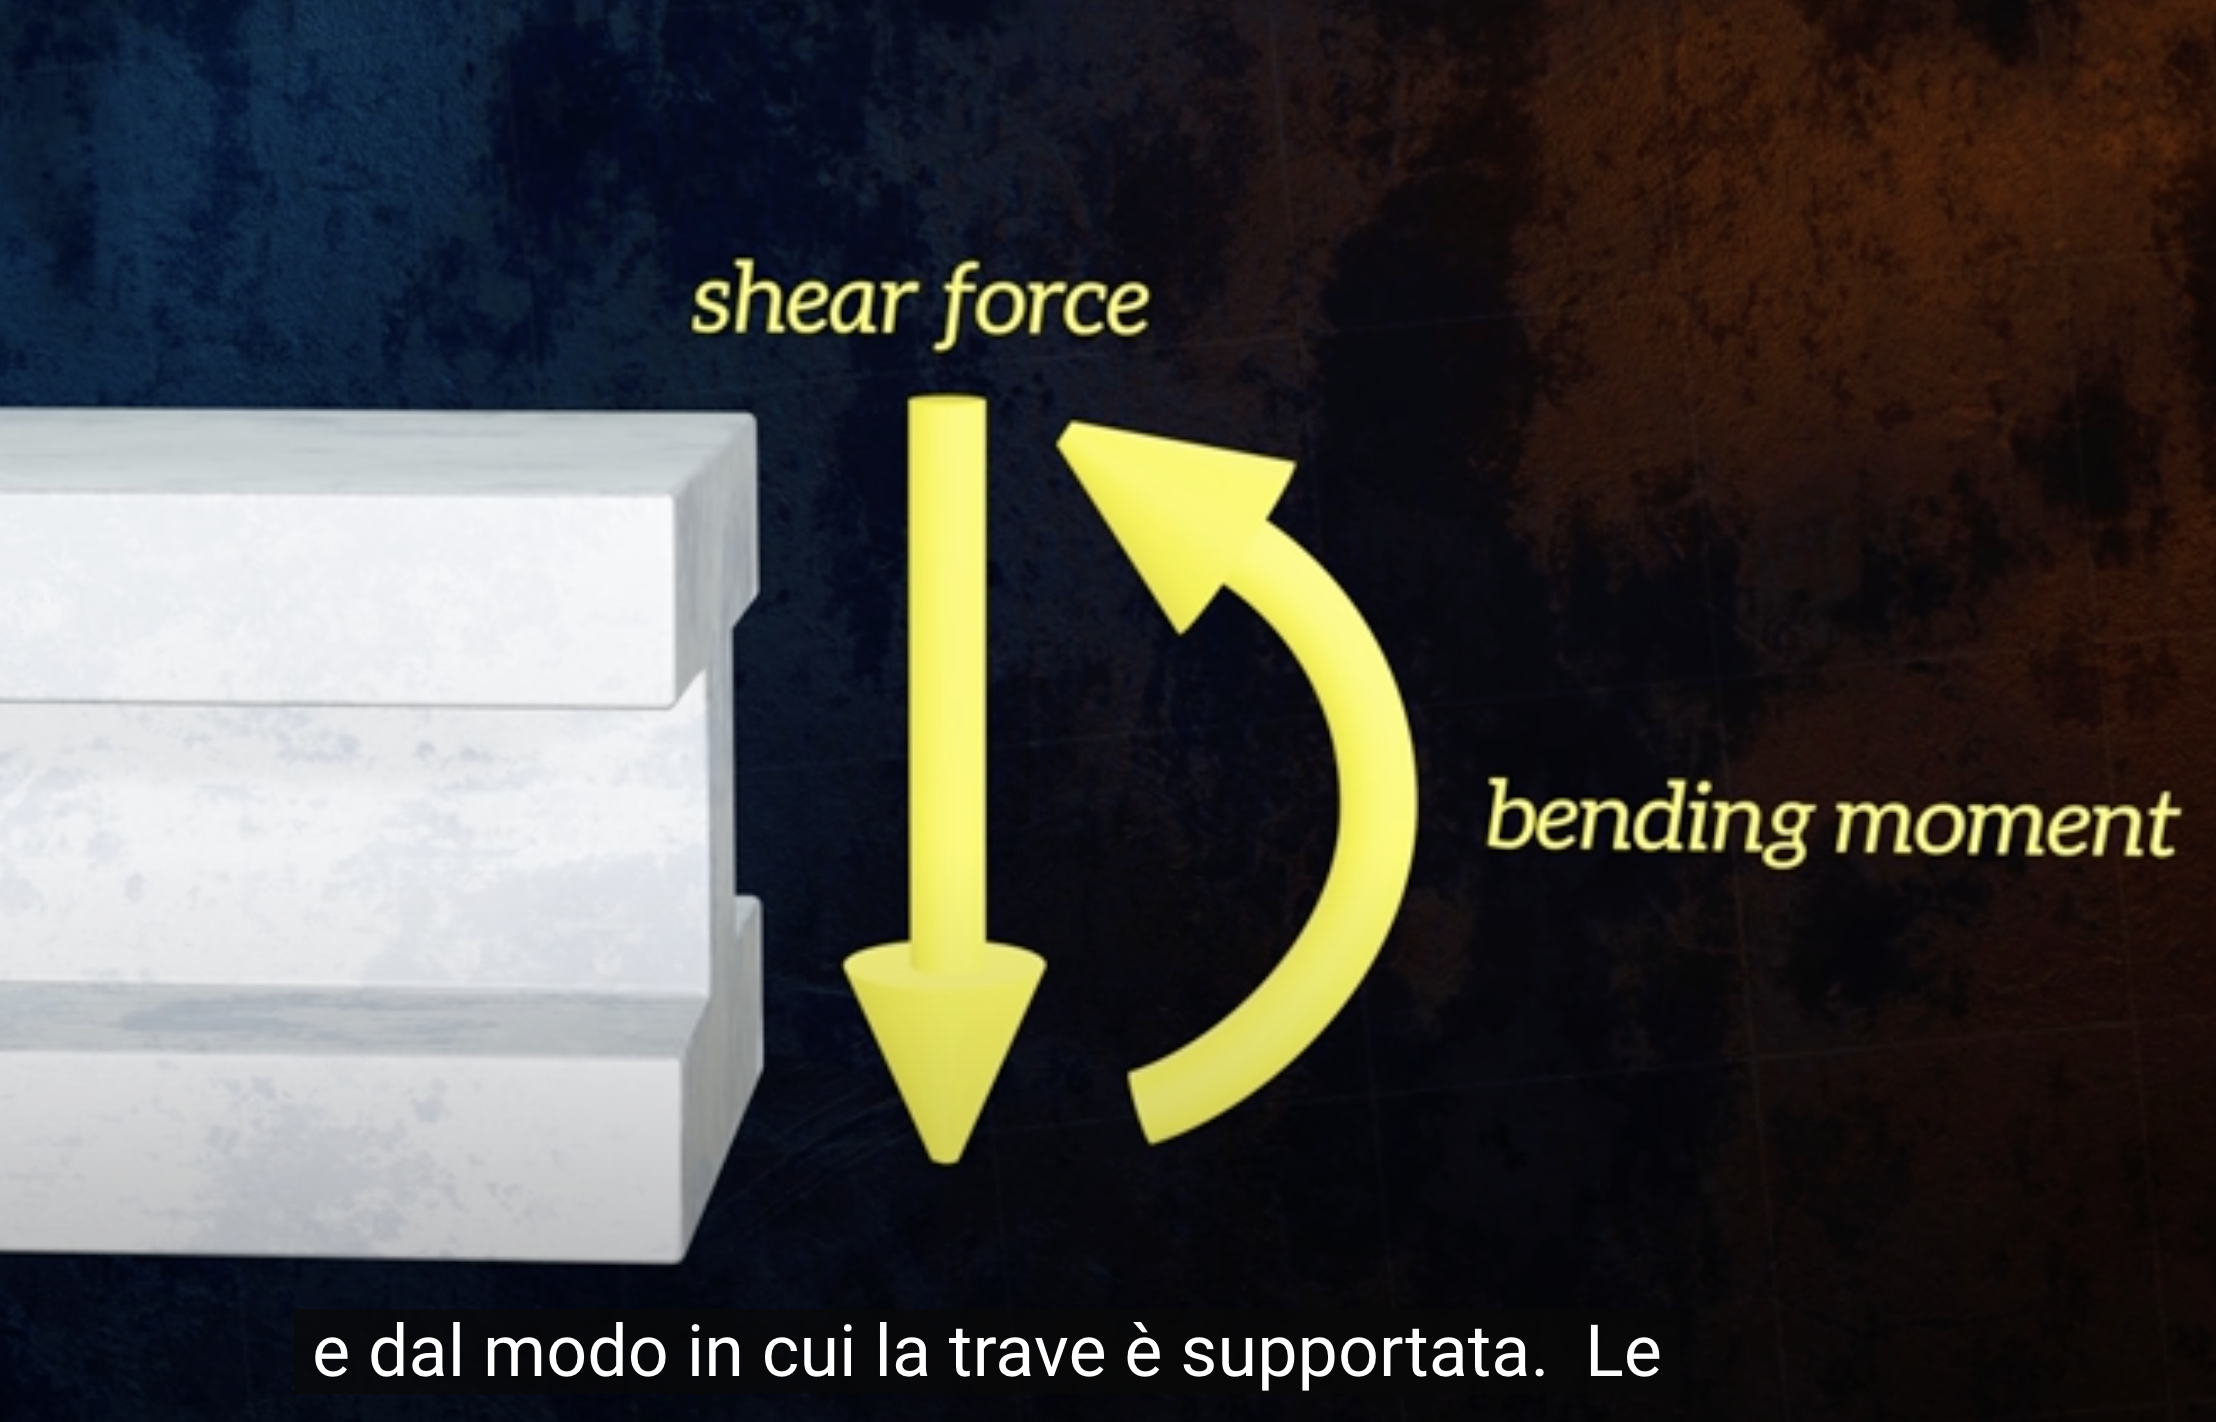 shear force
bending moment
e dal modo in cui la trave è supportata. Le